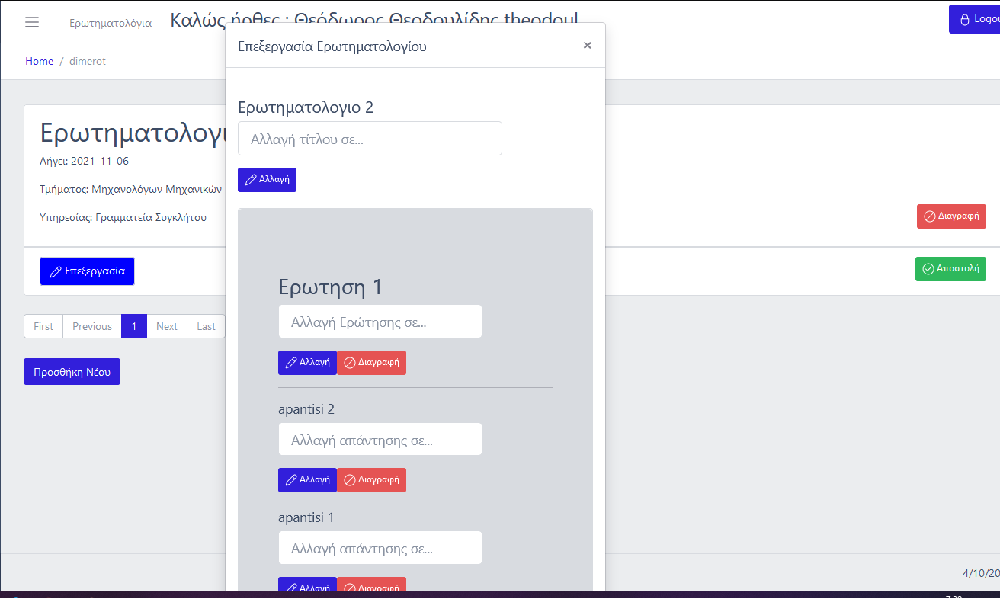 Ερωτηματολόγια
Καλώς ήρθες : Θεόδωρος Θεοδουλίδης theodoul
Logou
Home / dimerot
Επεξεργασία Ερωτηματολογίου ×
Ερωτηματολογιο 2
Αλλαγή τίτλου σε...
Αλλαγή
Ερωτηματολογι
Λήγει: 2021-11-06
Τμήματος: Μηχανολόγων Μηχανικών
Υπηρεσίας: Γραμματεία Συγκλήτου
Διαγραφή
Επεξεργασία
Αποστολή
First Previous 1 Next Last
Προσθήκη Νέου
Ερωτηση 1
Αλλαγή Ερώτησης σε...
Αλλαγή Διαγραφή
apantisi 2
Αλλαγή απάντησης σε...
Αλλαγή Διαγραφή
apantisi 1
Αλλαγή απάντησης σε...
Αλλαγή Διαγραφή
4/10/20